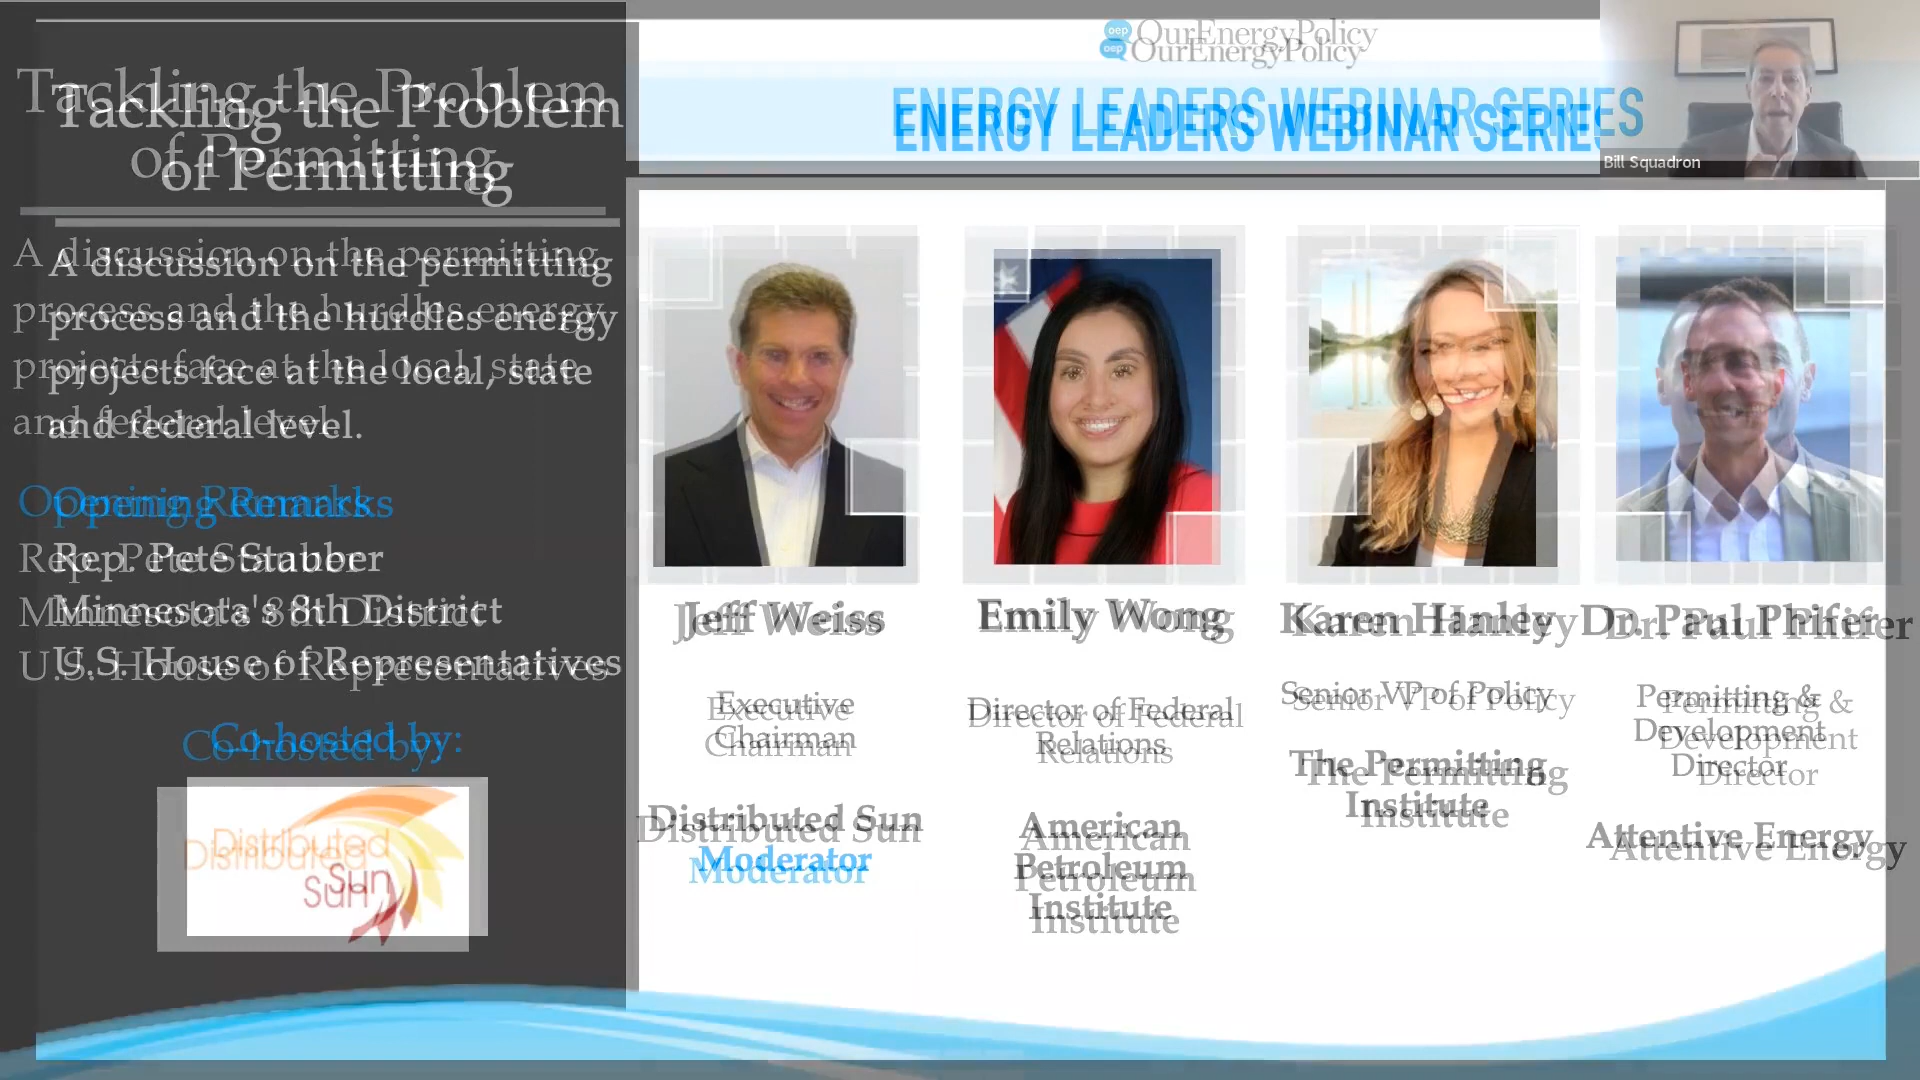 Tackling the Problem
of Permitting
A discussion on the permitting
process and the hurdles energy
projects face at the local, state
and federal level.
Opening Remarks
Rep. Pete Stauber
Minnesota's 8th District
U.S. House of Representatives
Co-hosted by:
Distributed
Sun
oep OurEnergyPolicy
oep OurEnergyPolicy
ENERGY LEADERS WEBINAR SERIES
Bill Squadron
Jeff Weiss
Executive
Chairman
Distributed Sun
Moderator
Emily Wong
Director of Federal
Relations
American
Petroleum
Institute
Karen Hanley
Senior VP of Policy
The Permitting
Institute
Dr. Paul Phifer
Permitting &
Development
Director
Attentive Energy